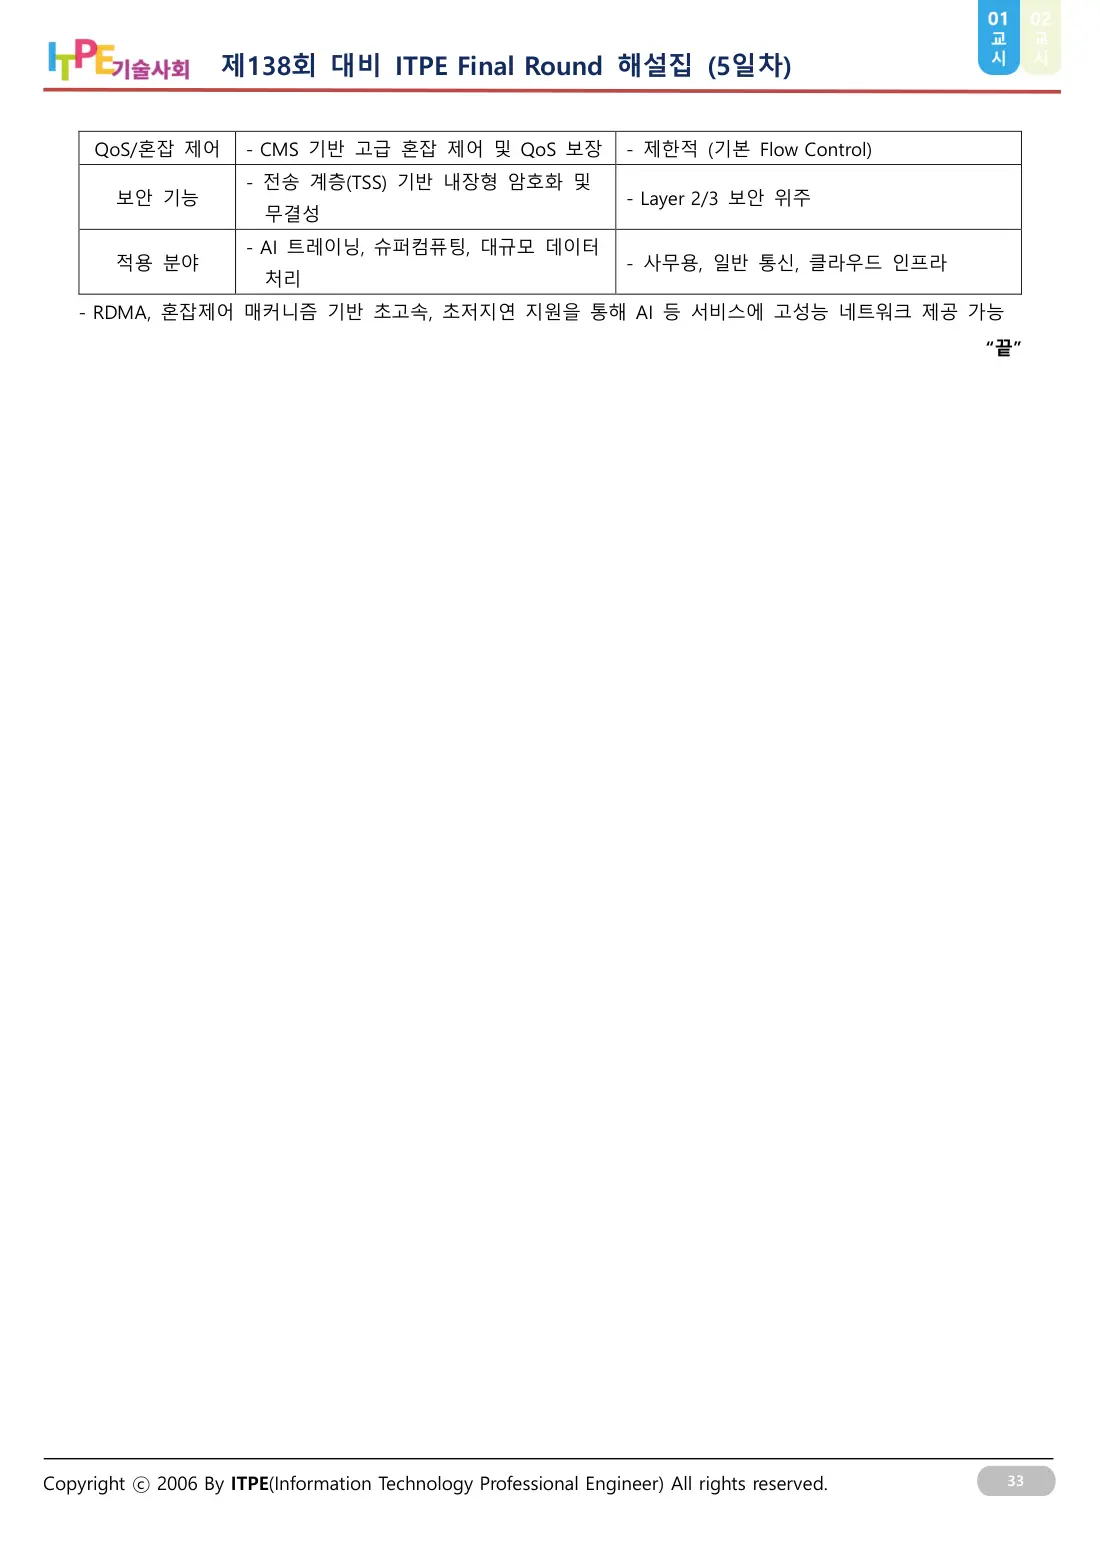 ITPE기술사회 제138회 대비 ITPE Final Round 해설집 (5일차)
01
교
시
02
교
시
QoS/혼잡 제어 - CMS 기반 고급 혼잡 제어 및 QoS 보장 - 제한적 (기본 Flow Control)
보안 기능 - 전송 계층(TSS) 기반 내장형 암호화 및
무결성
- Layer 2/3 보안 위주
적용 분야 - AI 트레이닝, 슈퍼컴퓨팅, 대규모 데이터
처리
- 사무용, 일반 통신, 클라우드 인프라
- RDMA, 혼잡제어 매커니즘 기반 초고속, 초저지연 지원을 통해 AI 등 서비스에 고성능 네트워크 제공 가능
“끝”
Copyright ⓒ 2006 By ITPE(Information Technology Professional Engineer) All rights reserved. 33